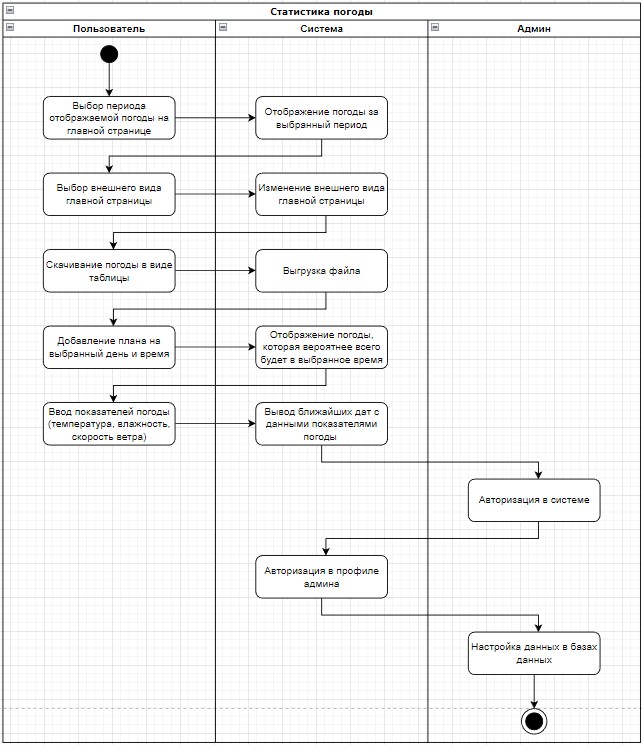 Статистика погоды
Пользователь
Система
Админ
Выбор периода
отображаемой погоды на
главной странице
Отображение погоды за
выбранный период
Выбор внешнего вида
главной страницы
Изменение внешнего вида
главной страницы
Скачивание погоды в виде
таблицы
Выгрузка файла
Добавление плана на
выбранный день и время
Отображение погоды,
которая вероятнее всего
будет в выбранное время
Ввод показателей погоды
(температура, влажность,
скорость ветра)
Вывод ближайших дат с
данными показателями
погоды
Авторизация в системе
Авторизация в профиле
админа
Настройка данных в базах
данных